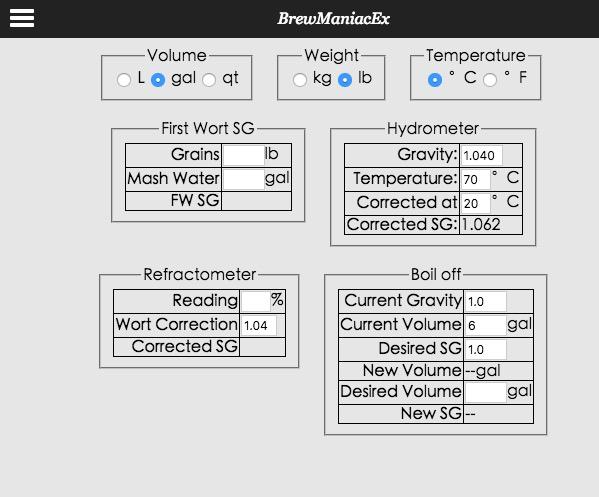 BrewManiacEx
Volume
L gal qt
Weight
kg lb
Temperature
° C ° F
First Wort SG
Grains lb
Mash Water gal
FW SG
Hydrometer
Gravity: 1.040
Temperature: 70 ° C
Corrected at 20 ° C
Corrected SG: 1.062
Refractometer
Reading %
Wort Correction 1.04
Corrected SG
Boil off
Current Gravity 1.0
Current Volume 6 gal
Desired SG 1.0
New Volume --gal
Desired Volume gal
New SG --